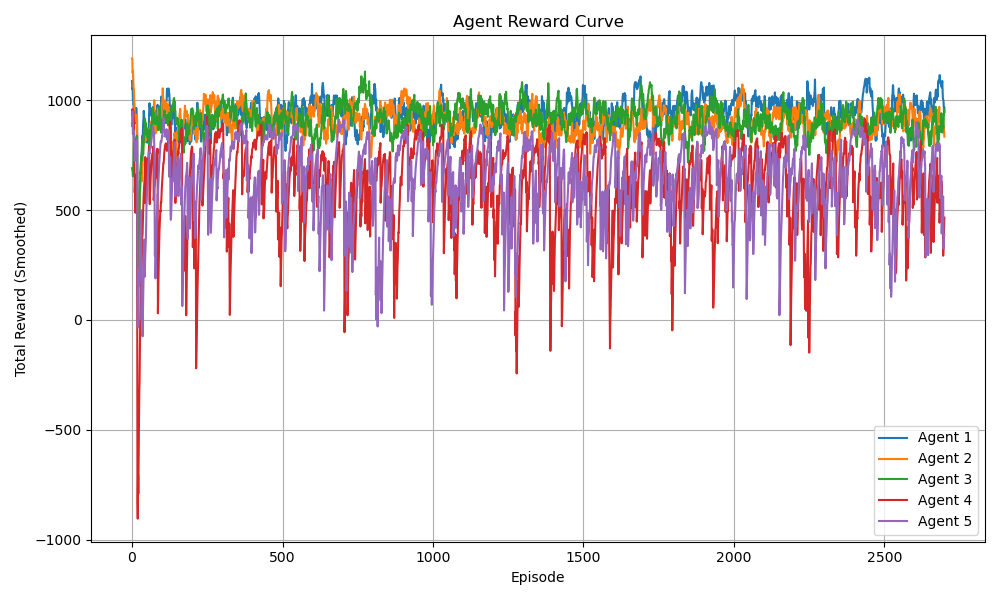 Agent Reward Curve
Total Reward (Smoothed)
1000
500
0
−500
−1000
0 500 1000 1500 2000 2500
Episode
Agent 1
Agent 2
Agent 3
Agent 4
Agent 5